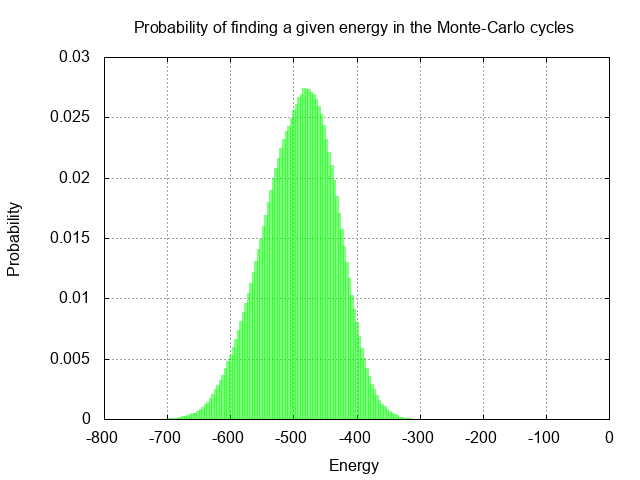 Probability of finding a given energy in the Monte-Carlo cycles
0.03
0.025
0.02
0.015
0.01
0.005
0
Probability
-800 -700 -600 -500 -400 -300 -200 -100 0
Energy